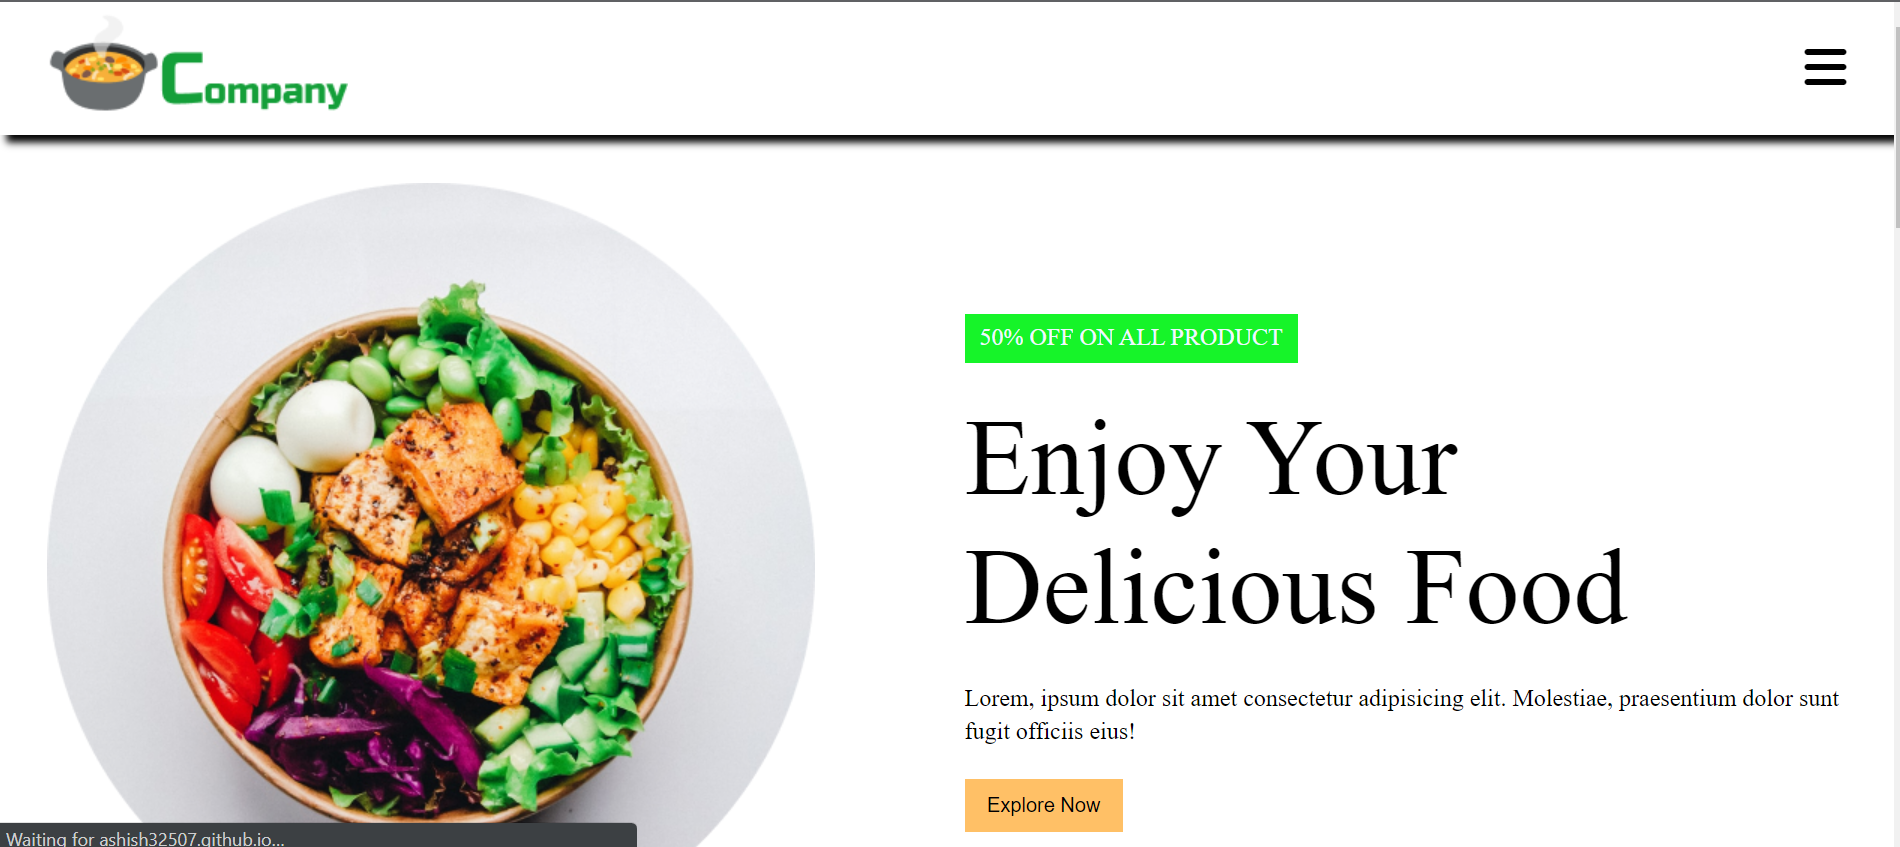 Company
50% OFF ON ALL PRODUCT
Enjoy Your
Delicious Food
Lorem, ipsum dolor sit amet consectetur adipisicing elit. Molestiae, praesentium dolor sunt
fugit officiis eius!
Explore Now
Waiting for ashish32507.github.io...